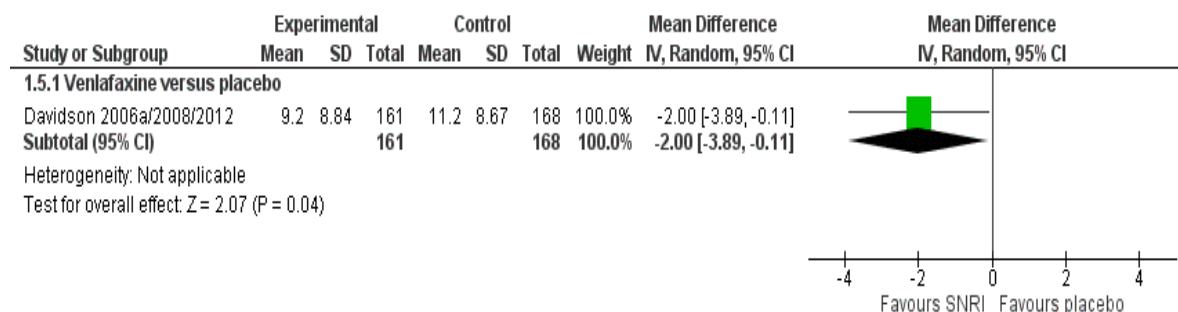 Experimental Control Mean Difference Mean Difference
Study or Subgroup Mean SD Total Mean SD Total Weight IV, Random, 95% CI IV, Random, 95% CI
1.5.1 Venlafaxine versus placebo
Davidson 2006a/2008/2012 9.2 8.84 161 11.2 8.67 168 100.0% -2.00 [-3.89, -0.11]
Subtotal (95% CI) 161 168 100.0% -2.00 [-3.89, -0.11]
Heterogeneity: Not applicable
Test for overall effect: Z = 2.07 (P = 0.04)
-4 -2 0 2 4
Favours SNRI Favours placebo